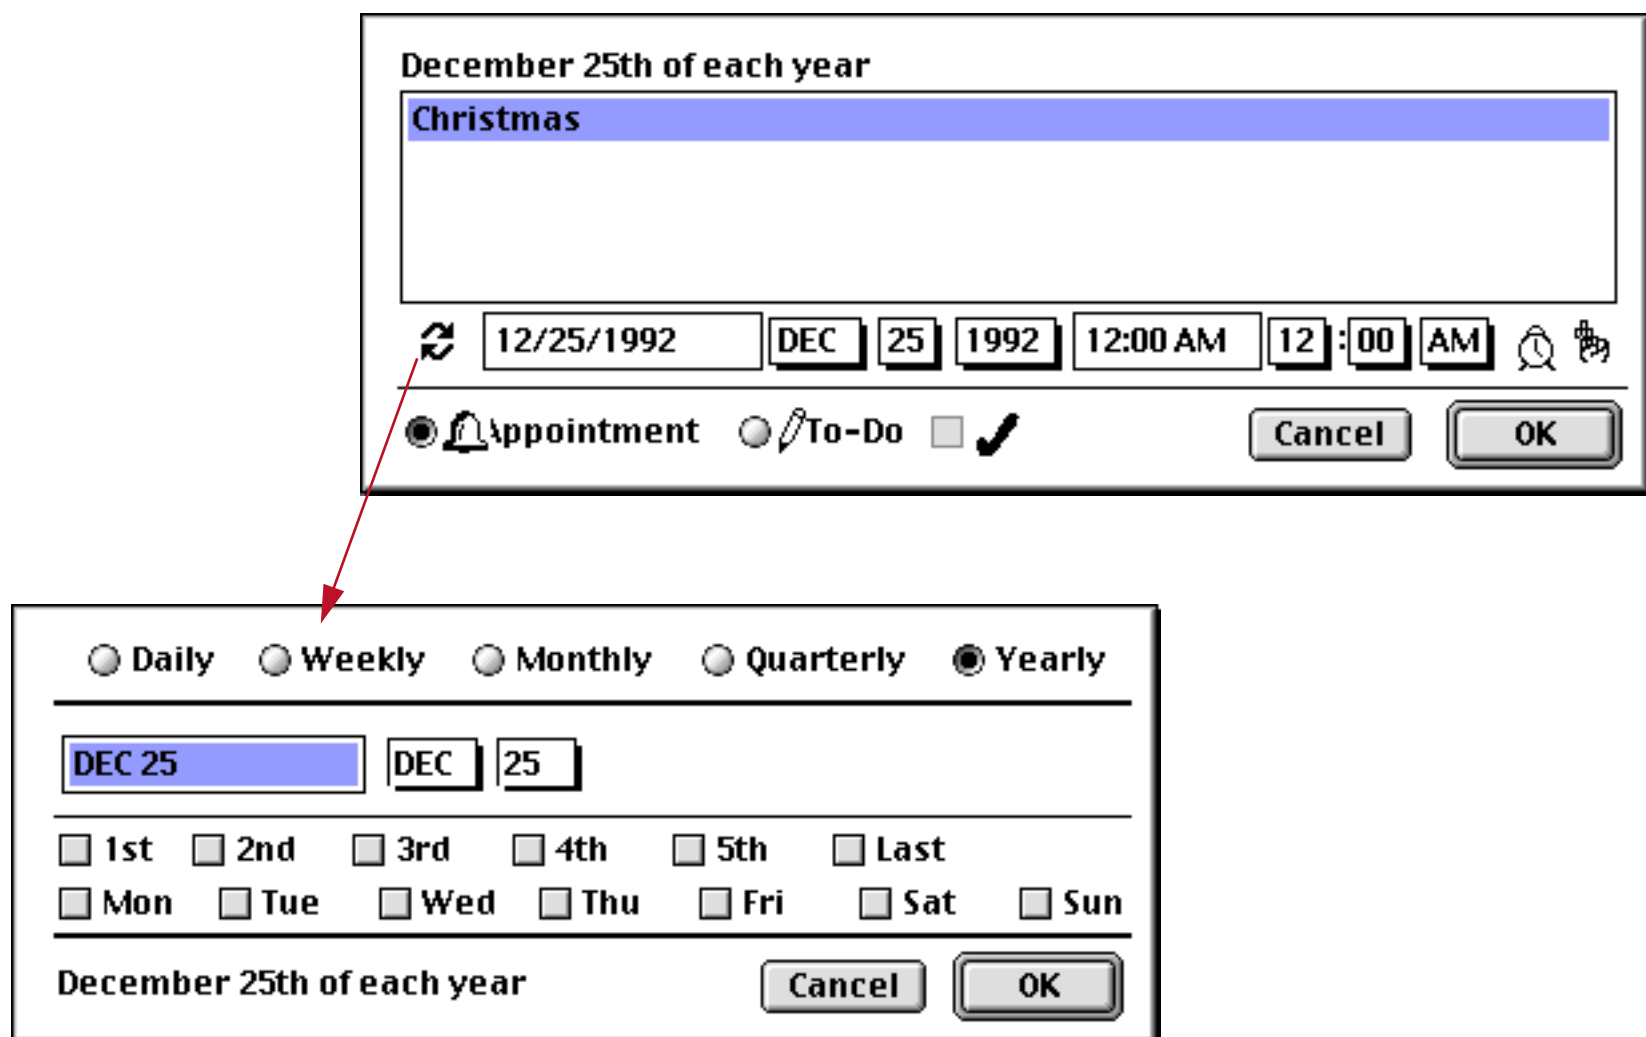 December 25th of each year
Christmas
12/25/1992 DEC 25 1992 12:00 AM 12 : 00 AM
Appointment To-Do Cancel OK
Daily Weekly Monthly Quarterly Yearly
DEC 25 DEC 25
1st 2nd 3rd 4th 5th Last
Mon Tue Wed Thu Fri Sat Sun
December 25th of each year Cancel OK